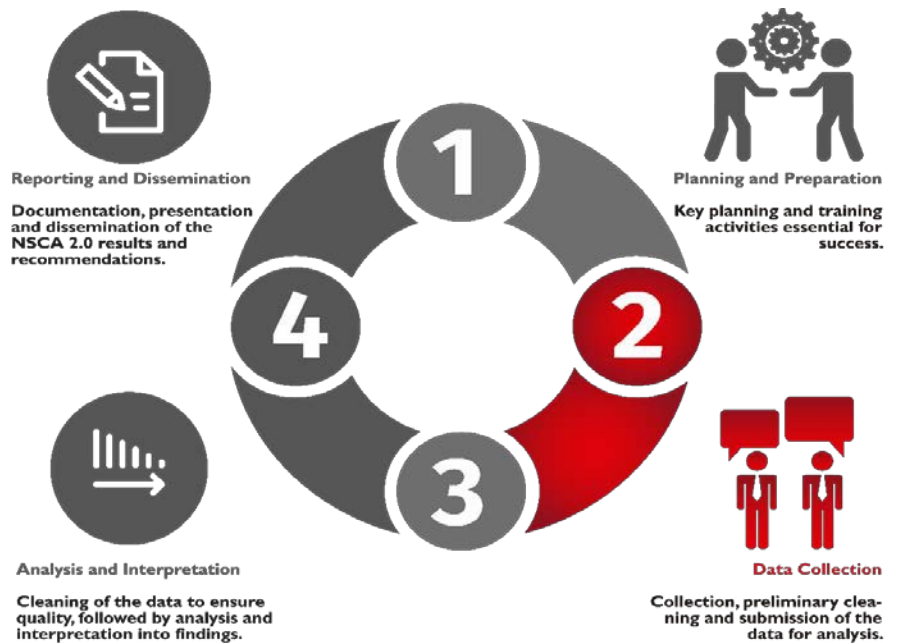 1
Planning and Preparation
Key planning and training
activities essential for
success.
2
Data Collection
Collection, preliminary clea-
ning and submission of the
data for analysis.
3
Analysis and Interpretation
Cleaning of the data to ensure
quality, followed by analysis and
interpretation into findings.
4
Reporting and Dissemination
Documentation, presentation
and dissemination of the
NSCA 2.0 results and
recommendations.